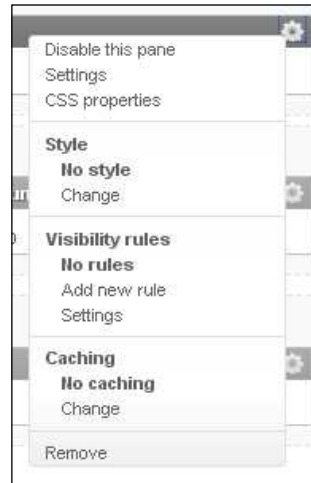 Disable this pane
Settings
CSS properties
Style
No style
Change
Visibility rules
No rules
Add new rule
Settings
Caching
No caching
Change
Remove